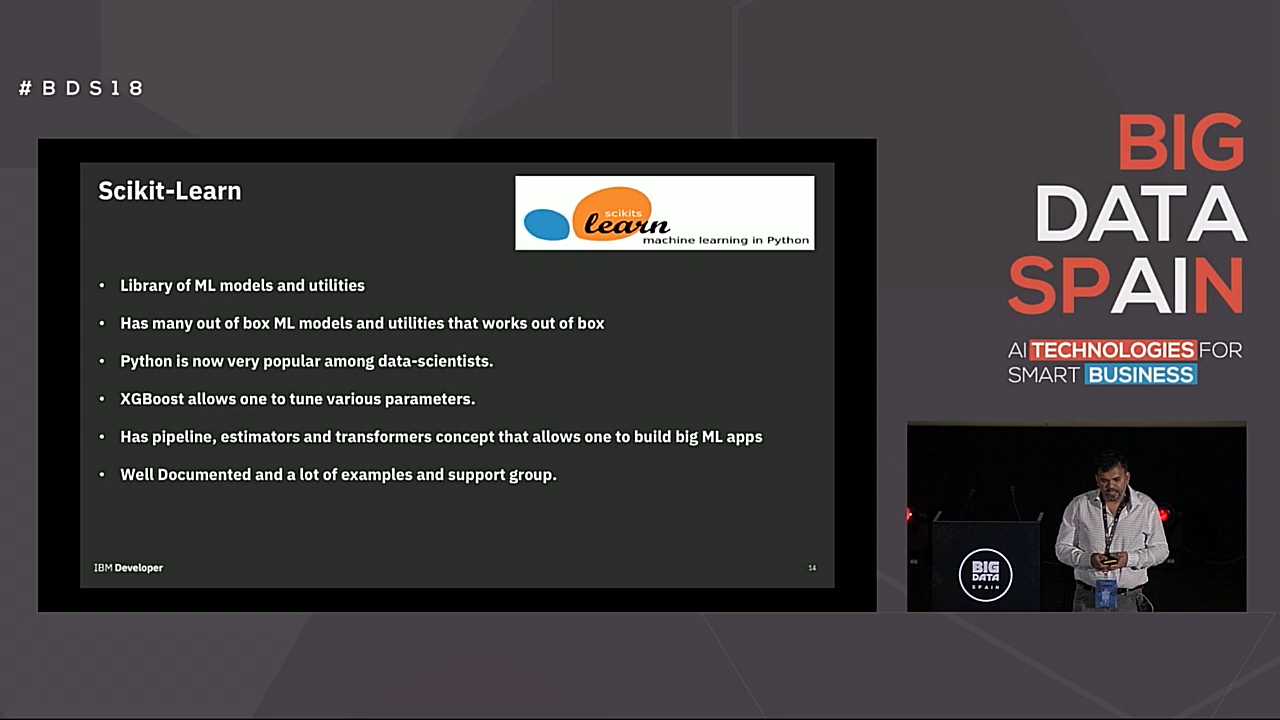 #BDS18
BIG
DATA
SPAIN
AI TECHNOLOGIES FOR
SMART BUSINESS
Scikit-Learn
scikits
learn
machine learning in Python
• Library of ML models and utilities
• Has many out of box ML models and utilities that works out of box
• Python is now very popular among data-scientists.
• XGBoost allows one to tune various parameters.
• Has pipeline, estimators and transformers concept that allows one to build big ML apps
• Well Documented and a lot of examples and support group.
IBM Developer
14
BIG
DATA
SPAIN